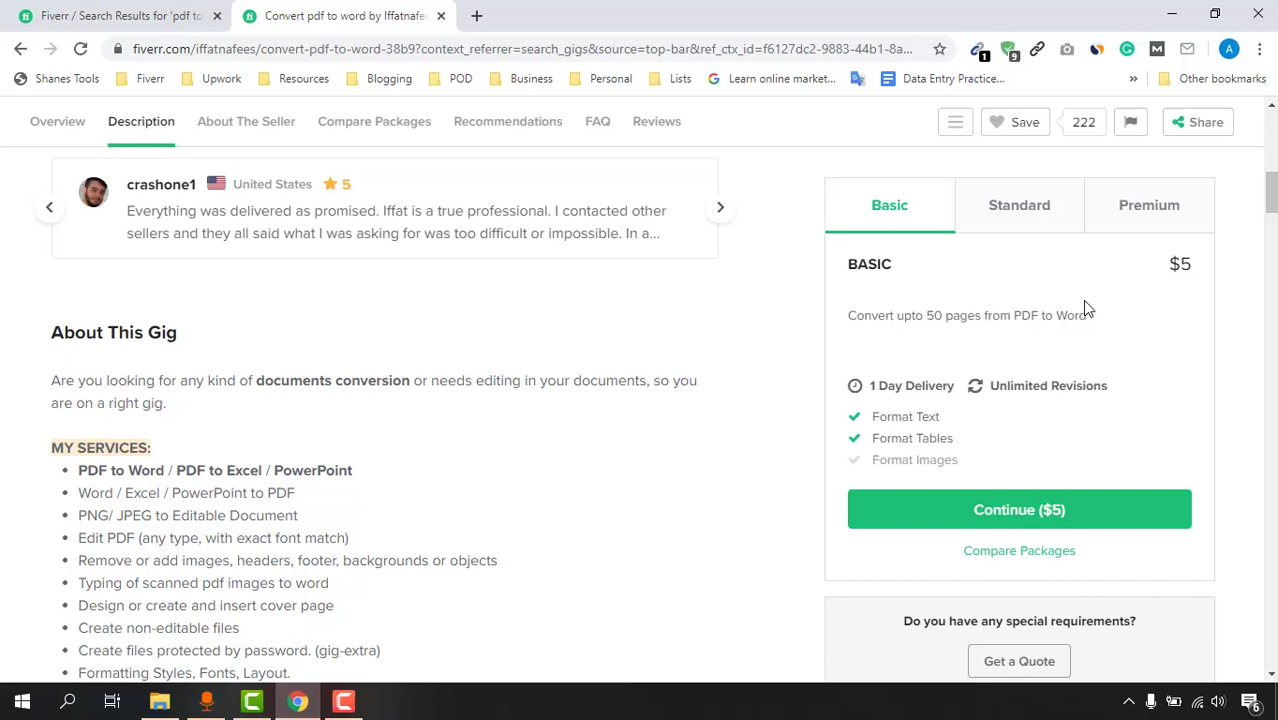 Fiverr / Search Results for 'pdf to
Convert pdf to word by Iffatnafees
fiverr.com/iffatnafees/convert-pdf-to-word-38b9?context_referrer=search_gigs&source=top-bar&ref_ctx_id=f6127dc2-9883-44b1-8a...
1
9
A
Shanes Tools
Fiverr
Upwork
Resources
Blogging
POD
Business
Personal
Lists
Learn online market...
Data Entry Practice...
»
Other bookmarks
Overview
Description
About The Seller
Compare Packages
Recommendations
FAQ
Reviews
Save
222
Share
crashone1 United States 5
Everything was delivered as promised. Iffat is a true professional. I contacted other
sellers and they all said what I was asking for was too difficult or impossible. In a...
About This Gig
Are you looking for any kind of documents conversion or needs editing in your documents, so you
are on a right gig.
MY SERVICES:
• PDF to Word / PDF to Excel / PowerPoint
• Word / Excel / PowerPoint to PDF
• PNG/ JPEG to Editable Document
• Edit PDF (any type, with exact font match)
• Remove or add images, headers, footer, backgrounds or objects
• Typing of scanned pdf images to word
• Design or create and insert cover page
• Create non-editable files
• Create files protected by password. (gig-extra)
• Formatting Styles, Fonts, Layout.
Basic
Standard
Premium
BASIC
$5
Convert upto 50 pages from PDF to Word
1 Day Delivery
Unlimited Revisions
Format Text
Format Tables
Format Images
Continue ($5)
Compare Packages
Do you have any special requirements?
Get a Quote
6